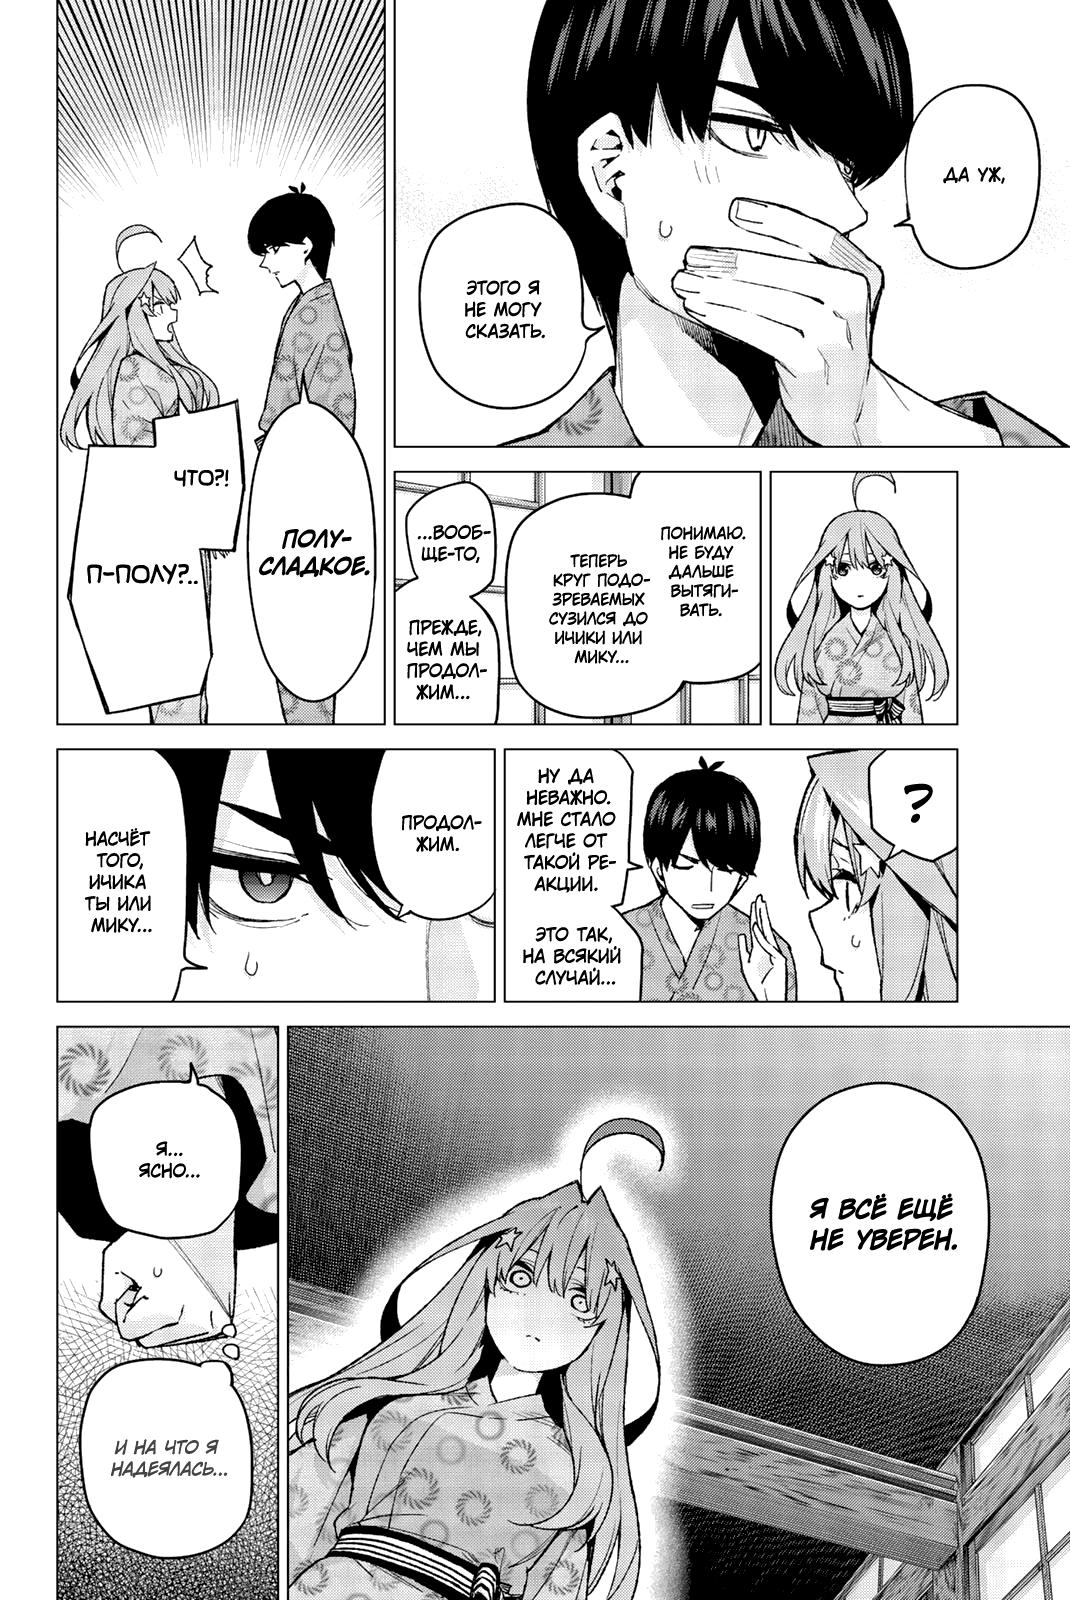 ДА УЖ,
ЭТОГО Я
НЕ МОГУ
СКАЗАТЬ.
ПОЛУ-
СЛАДКОЕ.
ЧТО?!
П-ПОЛУ?..
ПОНИМАЮ.
НЕ БУДУ
ДАЛЬШЕ
ВЫТЯГИ-
ВАТЬ.
ТЕПЕРЬ
КРУГ ПОДО-
ЗРЕВАЕМЫХ
СУЗИЛСЯ ДО
ИЧИКИ ИЛИ
МИКУ...
...ВООБ-
ЩЕ-ТО,
ПРЕЖДЕ,
ЧЕМ МЫ
ПРОДОЛ-
ЖИМ...
?
НУ ДА
НЕВАЖНО.
МНЕ СТАЛО
ЛЕГЧЕ ОТ
ТАКОЙ РЕ-
АКЦИИ.
ЭТО ТАК,
НА ВСЯКИЙ
СЛУЧАЙ...
ПРОДОЛ-
ЖИМ.
НАСЧЁТ
ТОГО,
ИЧИКА
ТЫ ИЛИ
МИКУ...
Я ВСЁ ЕЩЁ
НЕ УВЕРЕН.
Я...
ЯСНО...
И НА ЧТО Я
НАДЕЯЛАСЬ...